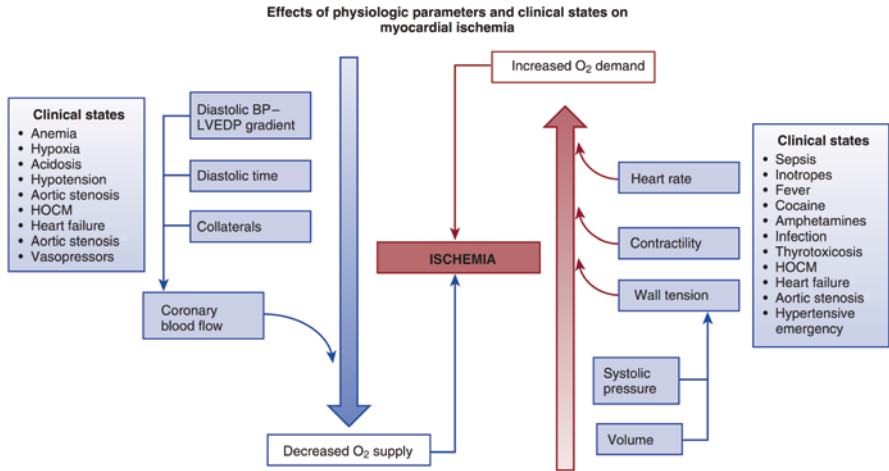 Effects of physiologic parameters and clinical states on
myocardial ischemia
Increased O₂ demand
Clinical states
• Anemia
• Hypoxia
• Acidosis
• Hypotension
• Aortic stenosis
• HOCM
• Heart failure
• Aortic stenosis
• Vasopressors
Diastolic BP–
LVEDP gradient
Diastolic time
Collaterals
Coronary
blood flow
ISCHEMIA
Decreased O₂ supply
Heart rate
Contractility
Wall tension
Systolic
pressure
Volume
Clinical states
• Sepsis
• Inotropes
• Fever
• Cocaine
• Amphetamines
• Infection
• Thyrotoxicosis
• HOCM
• Heart failure
• Aortic stenosis
• Hypertensive
emergency